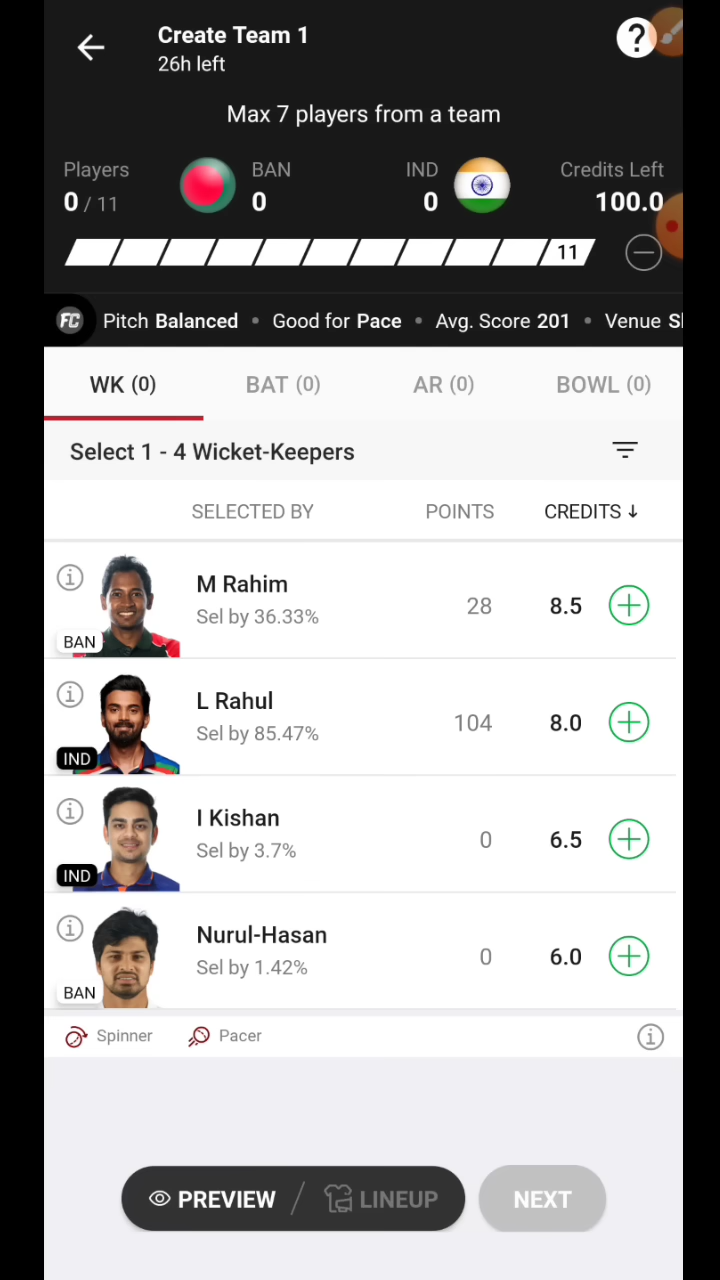 Create Team 1
26h left
?
Max 7 players from a team
Players BAN IND Credits Left
0 / 11 0 0 100.0
11
FC Pitch Balanced • Good for Pace • Avg. Score 201 • Venue
WK (0) BAT (0) AR (0) BOWL (0)
Select 1 - 4 Wicket-Keepers
SELECTED BY POINTS CREDITS ↓
M Rahim
Sel by 36.33% 28 8.5
BAN
L Rahul
Sel by 85.47% 104 8.0
IND
I Kishan
Sel by 3.7% 0 6.5
IND
Nurul-Hasan
Sel by 1.42% 0 6.0
BAN
Spinner Pacer
PREVIEW / LINEUP NEXT